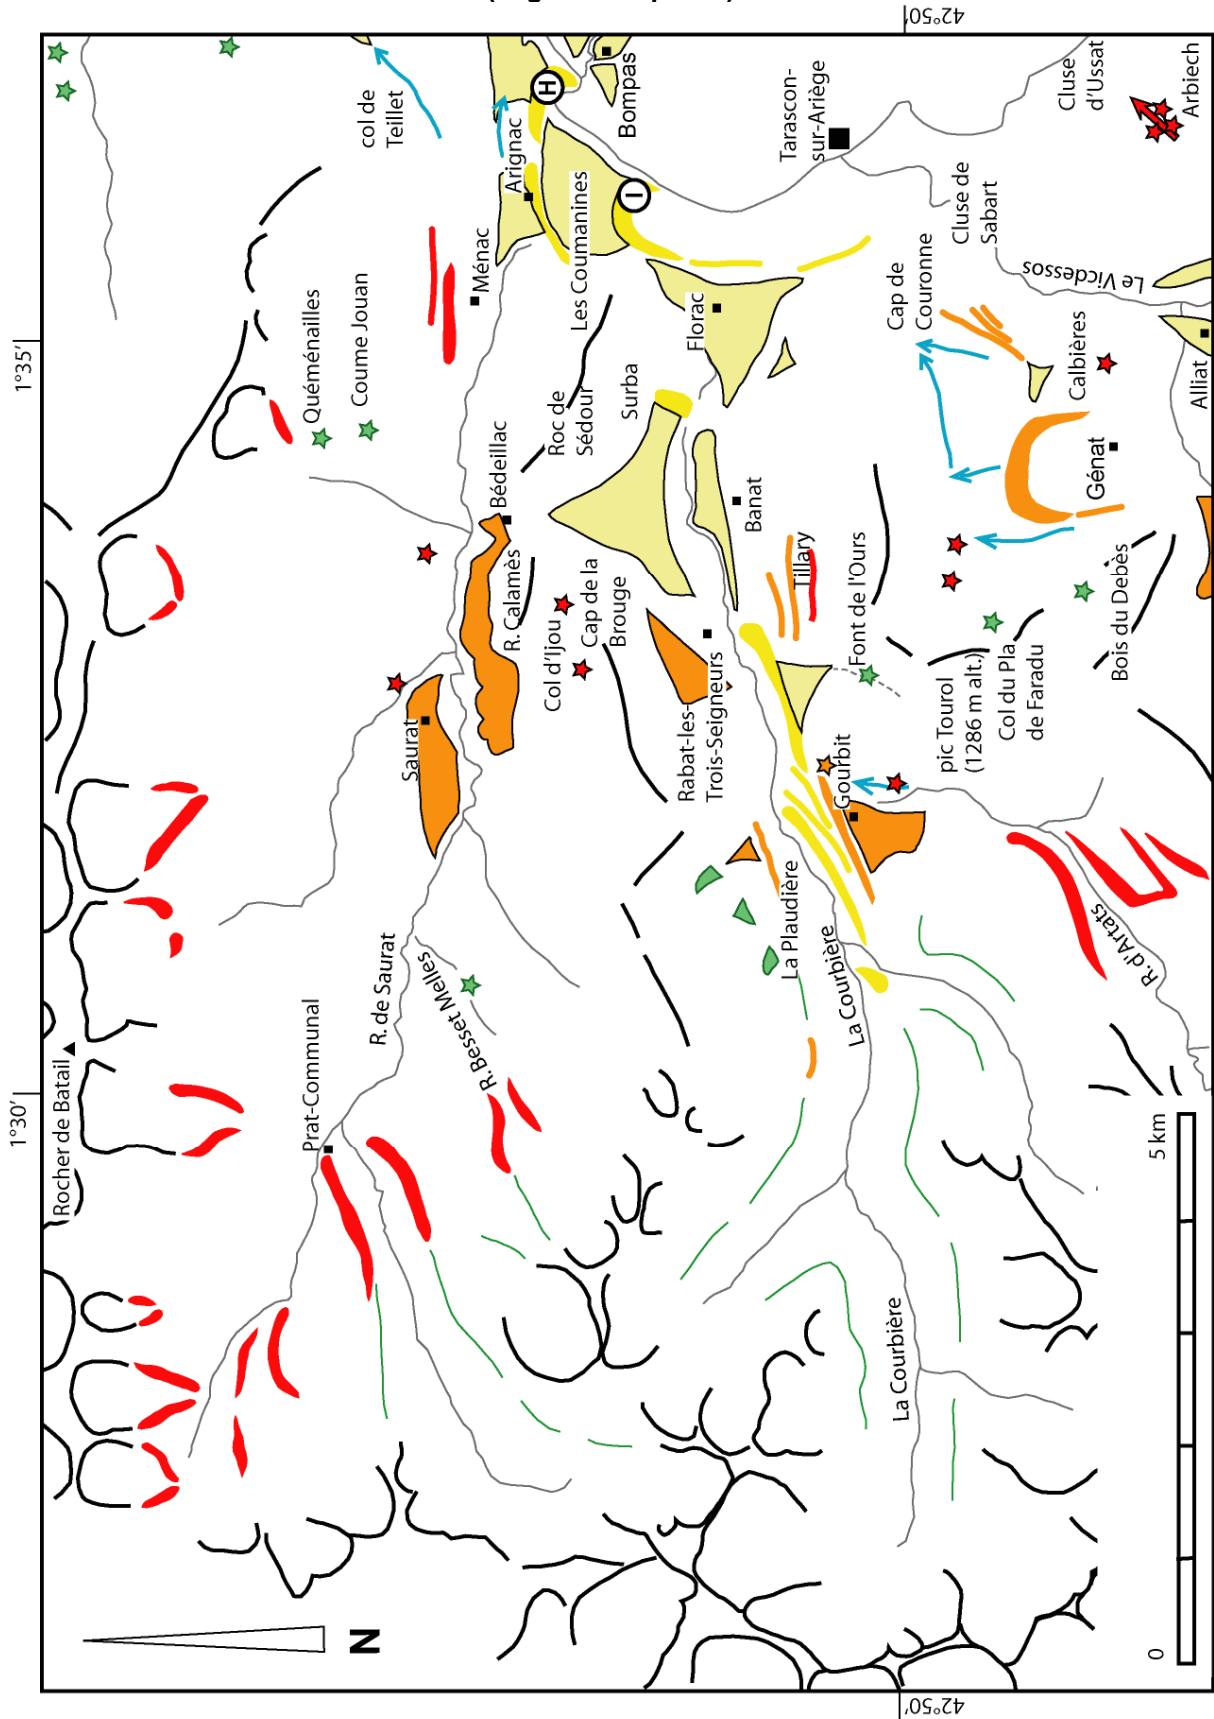 1°30'
1°35'
42°50'
42°50'
Rocher de Batail
Prat-Communal
R. de Saurat
R. Besset Melles
Saurat
R. Calamès
Bédeillac
Col d'Ijou
Cap de la
Brouge
Roc de
Sédour
Surba
Quéménailles
Coume Jouan
Ménac
Arignac
col de
Teillet
Les Coumanines
H
I
Bompas
Florac
Banat
Tillary
Rabat-les-
Trois-Seigneurs
Font de l'Ours
Gourbit
La Plaudière
La Courbière
La Courbière
pic Tourol
(1286 m alt.)
Col du Pla
de Faradu
Bois du Debès
Génat
Calbières
Cap de
Couronne
Cluse de
Sabart
Tarascon-
sur-Ariège
Cluse
d'Ussat
Arbiech
Le Vicdessos
Alliat
R. d'Artats
N
0
5 km